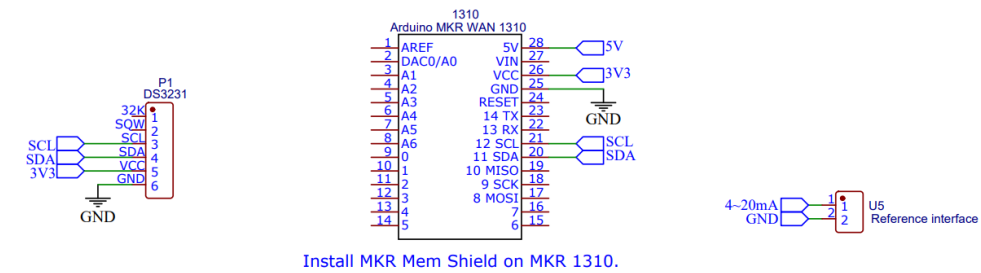 1310
Arduino MKR WAN 1310
1 AREF 5V 28 5V
2 DAC0/A0 VIN 27
3 A1 VCC 26 3V3
4 A2 GND 25
5 A3 RESET 24
GND
6 A4 14 TX 23
7 A5 13 RX 22
8 A6 12 SCL 21 SCL
9 0 11 SDA 20 SDA
10 1 10 MISO 19
11 2 9 SCK 18
12 3 8 MOSI 17
13 4 7 16
14 5 6 15
P1
DS3231
32K 1
SQW 2
SCL SCL 3
SDA SDA 4
3V3 VCC 5
GND 6
GND
4~20mA 1 1
GND 2 2
U5
Reference interface
Install MKR Mem Shield on MKR 1310.